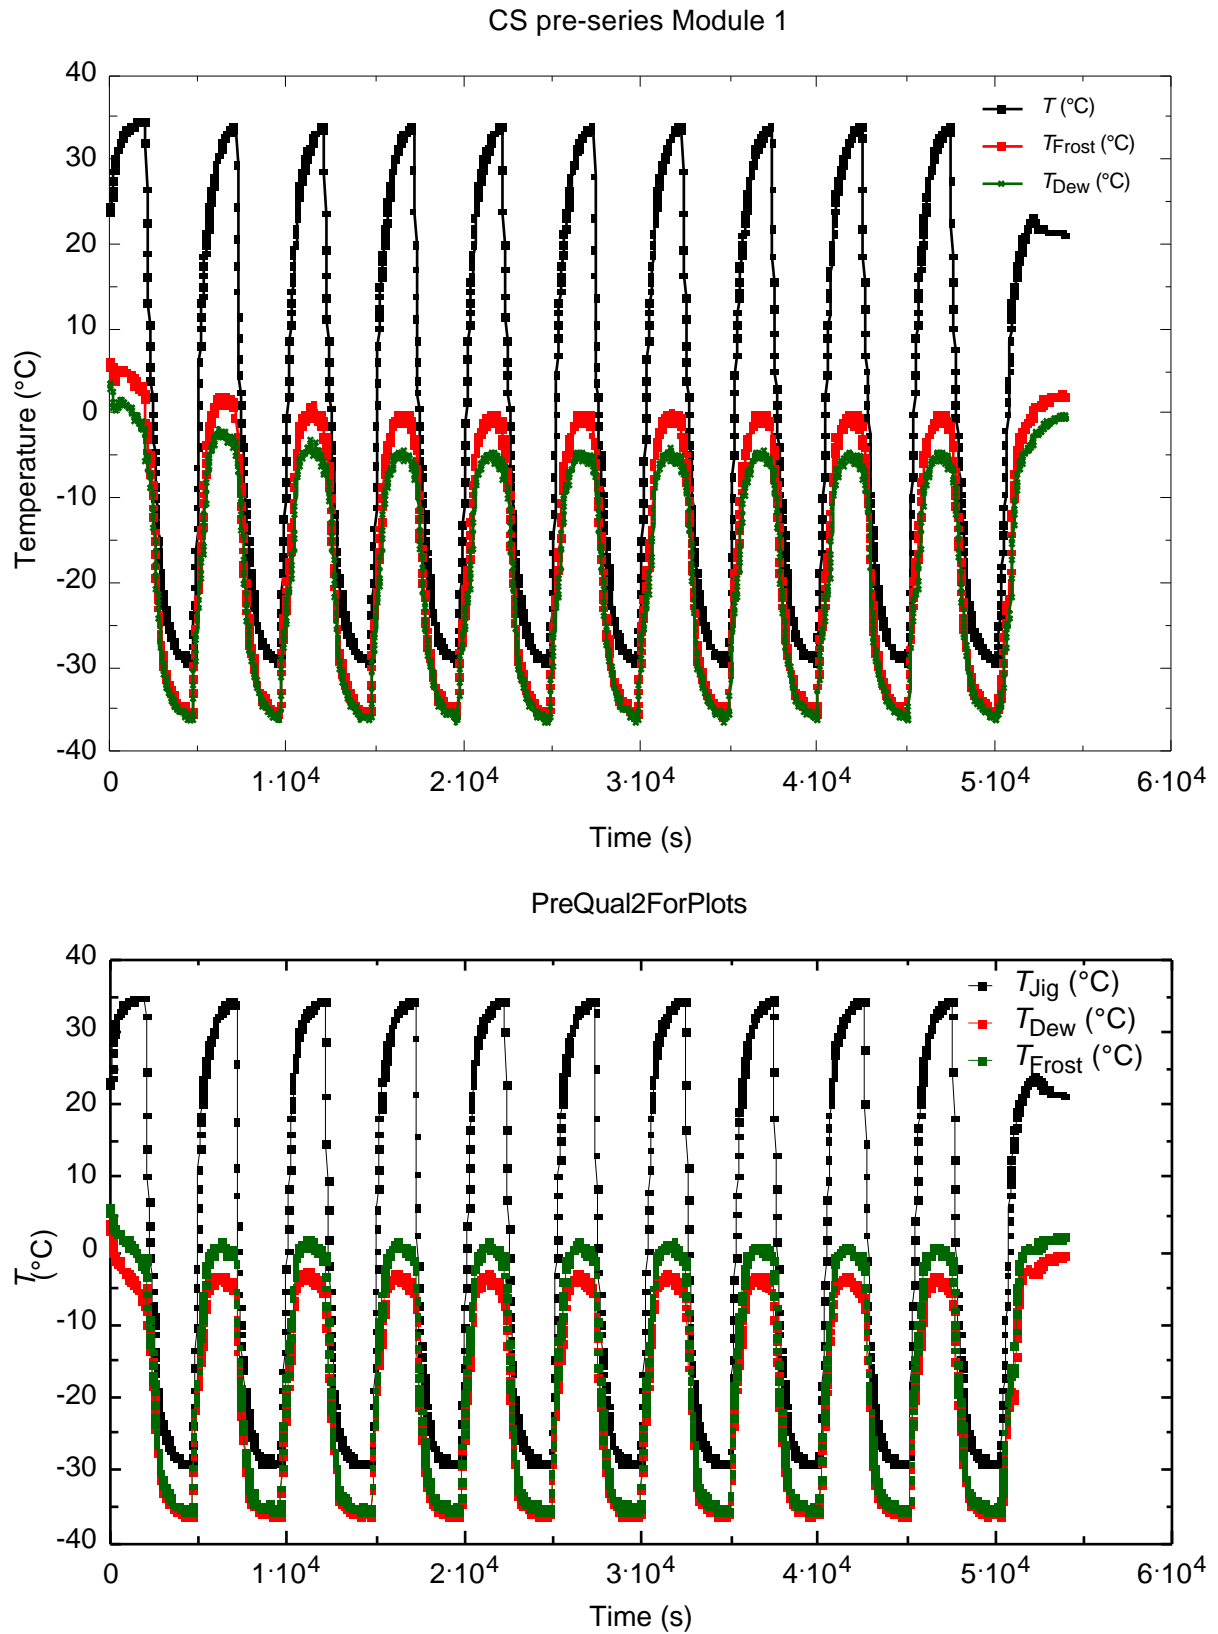 CS pre-series Module 1
40
30
20
10
0
-10
-20
-30
-40
Temperature (°C)
T (°C)
TFrost (°C)
TDew (°C)
0
1·10⁴
2·10⁴
3·10⁴
4·10⁴
5·10⁴
6·10⁴
Time (s)
PreQual2ForPlots
40
30
20
10
0
-10
-20
-30
-40
T (°C)
TJig (°C)
TDew (°C)
TFrost (°C)
0
1·10⁴
2·10⁴
3·10⁴
4·10⁴
5·10⁴
6·10⁴
Time (s)